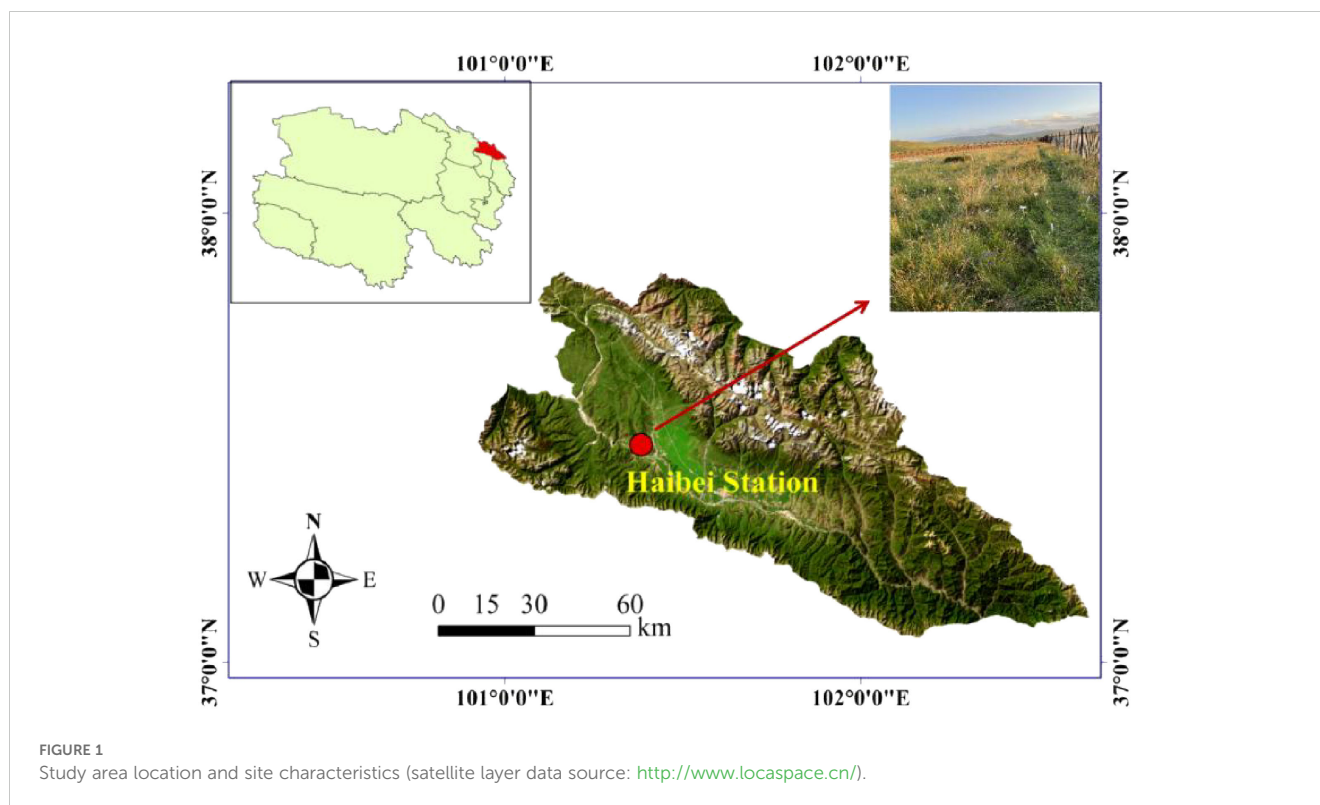 101°0'0"E
102°0'0"E
38°0'0"N
38°0'0"N
Haibei Station
N
W
E
S
0 15 30 60
km
37°0'0"N
37°0'0"N
101°0'0"E
102°0'0"E
FIGURE 1
Study area location and site characteristics (satellite layer data source: http://www.locaspace.cn/).